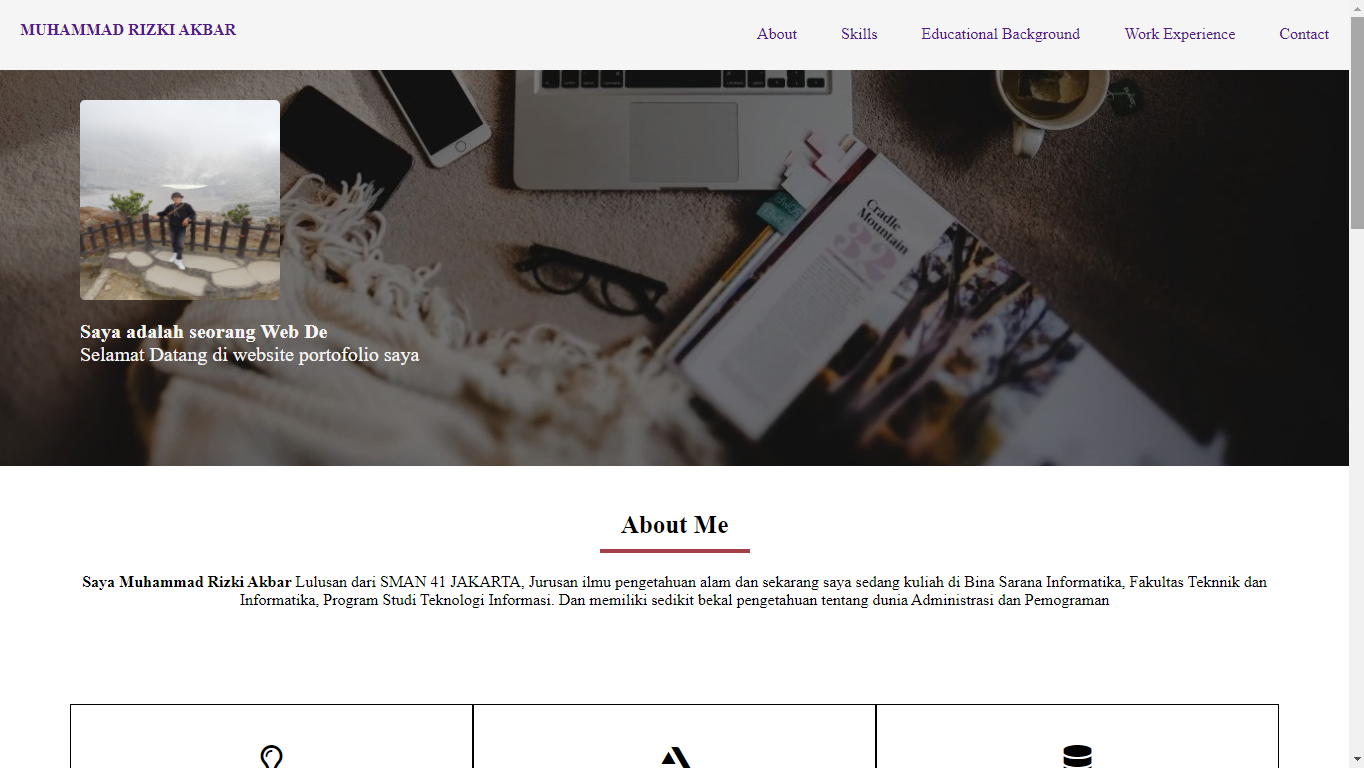 MUHAMMAD RIZKI AKBAR
About Skills Educational Background Work Experience Contact
Cradle
Mountain
32
Saya adalah seorang Web De
Selamat Datang di website portofolio saya
About Me
Saya Muhammad Rizki Akbar Lulusan dari SMAN 41 JAKARTA, Jurusan ilmu pengetahuan alam dan sekarang saya sedang kuliah di Bina Sarana Informatika, Fakultas Teknnik dan
Informatika, Program Studi Teknologi Informasi. Dan memiliki sedikit bekal pengetahuan tentang dunia Administrasi dan Pemograman